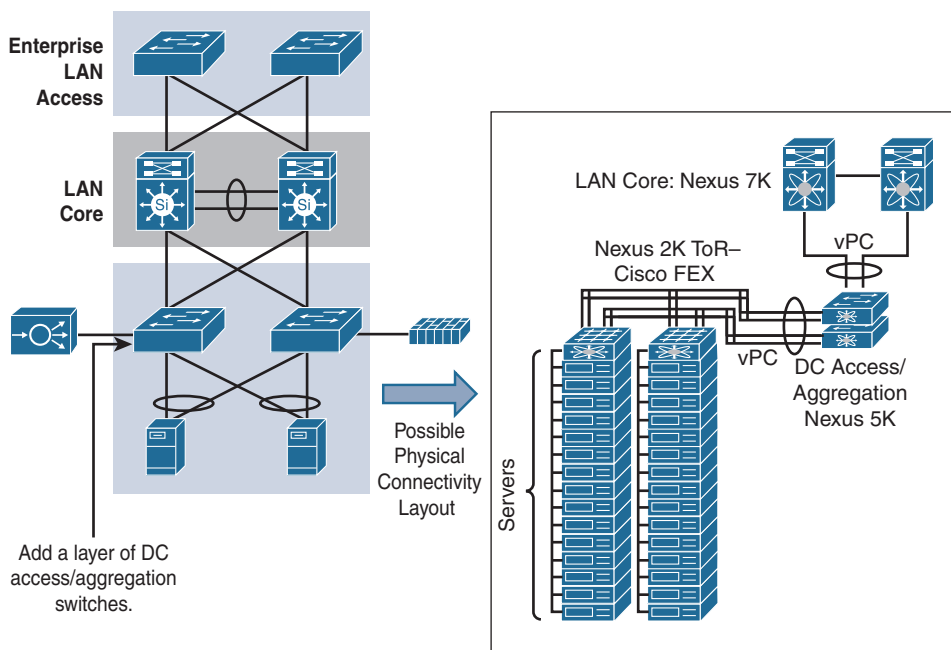 Enterprise
LAN
Access
LAN
Core
Si
Si
Possible
Physical
Connectivity
Layout
Add a layer of DC
access/aggregation
switches.
LAN Core: Nexus 7K
vPC
Nexus 2K ToR–
Cisco FEX
vPC
DC Access/
Aggregation
Nexus 5K
Servers